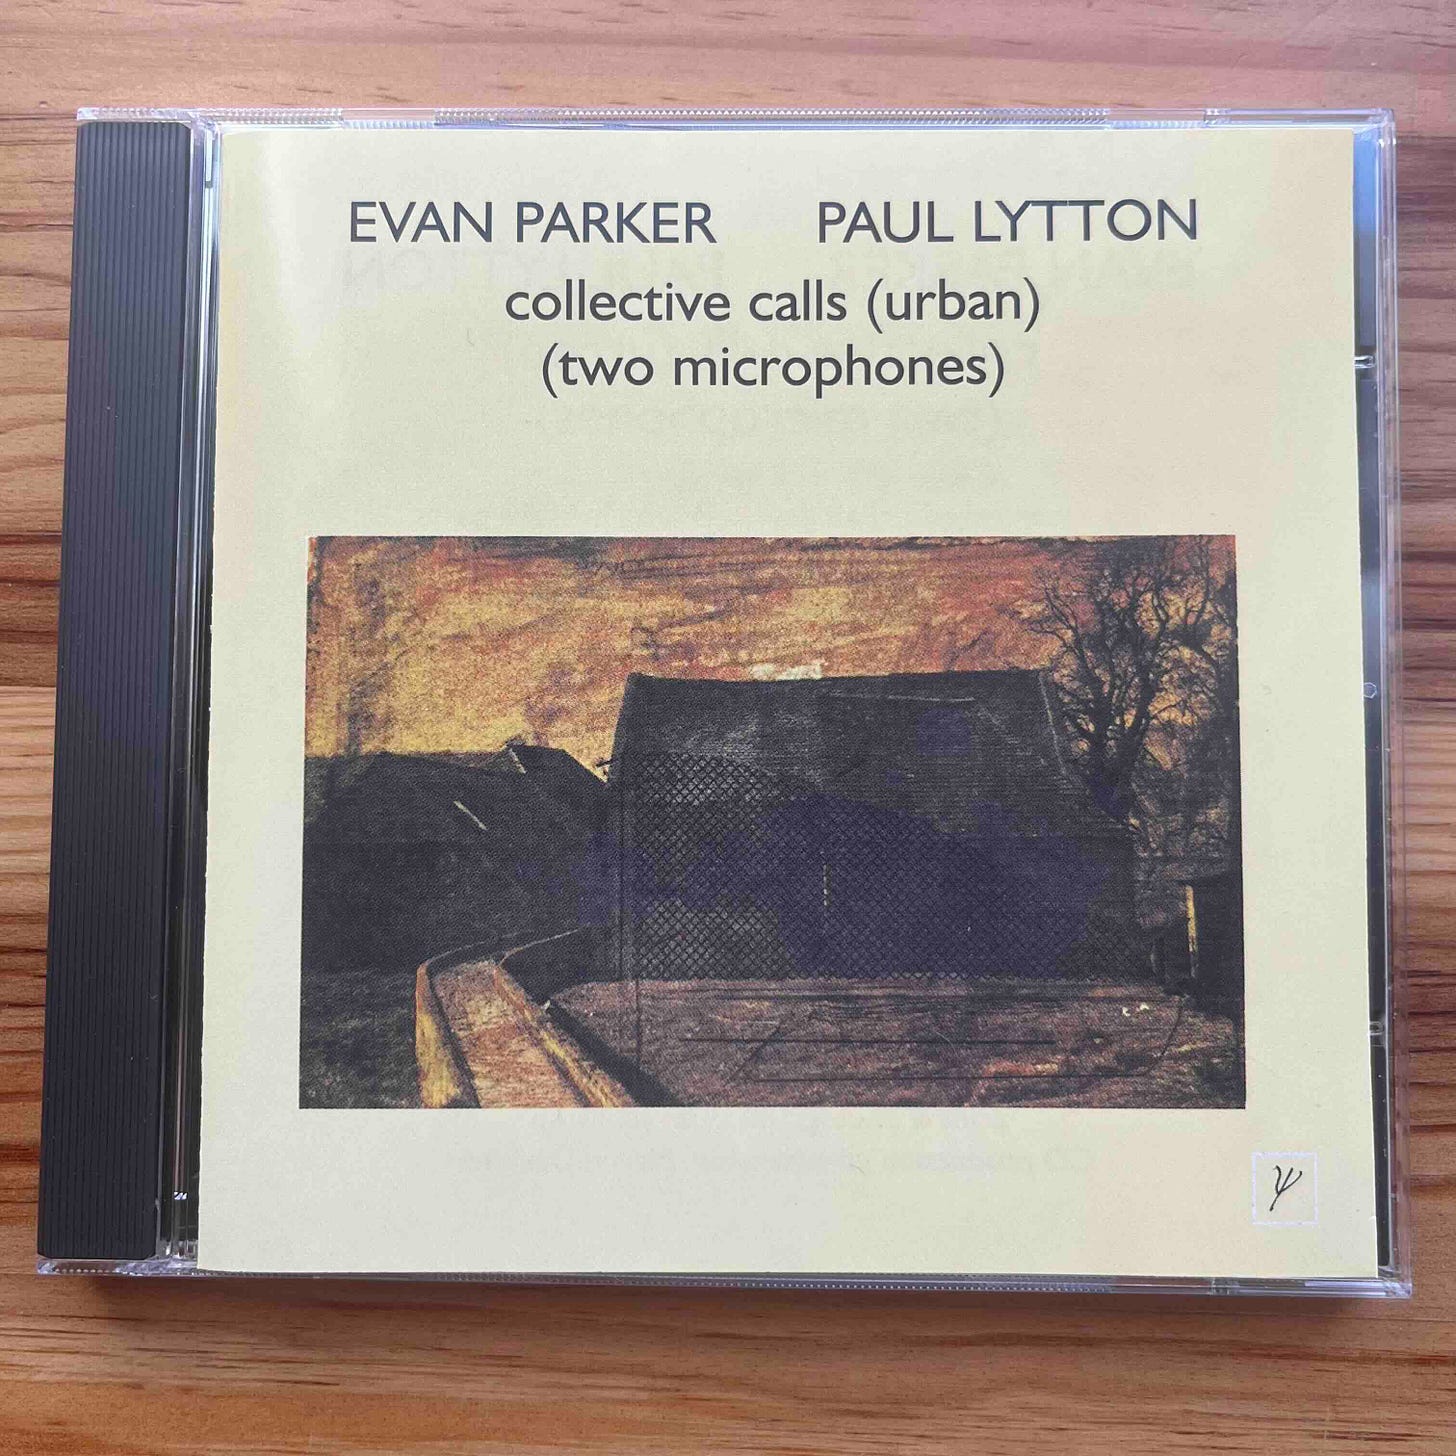 EVAN PARKER PAUL LYTTON
collective calls (urban)
(two microphones)
ψ